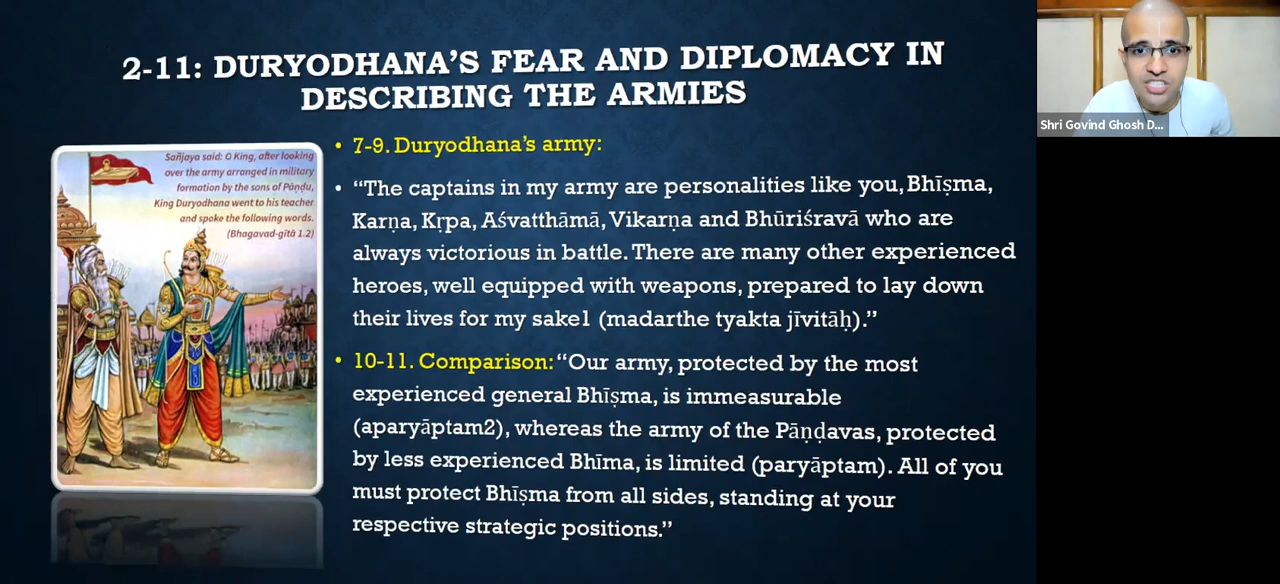 2-11: DURYODHANA'S FEAR AND DIPLOMACY IN
DESCRIBING THE ARMIES
Sañjaya said: O King, after looking
over the army arranged in military
formation by the sons of Pāṇḍu,
King Duryodhana went to his teacher
and spoke the following words.
(Bhagavad-gītā 1.2)
• 7-9. Duryodhana's army:
• "The captains in my army are personalities like you, Bhīṣma,
Karṇa, Kṛpa, Aśvatthāmā, Vikarṇa and Bhūriśravā who are
always victorious in battle. There are many other experienced
heroes, well equipped with weapons, prepared to lay down
their lives for my sake1 (madarthe tyakta jīvitāḥ)."
• 10-11. Comparison: "Our army, protected by the most
experienced general Bhīṣma, is immeasurable
(aparyāptam2), whereas the army of the Pāṇḍavas, protected
by less experienced Bhīma, is limited (paryāptam). All of you
must protect Bhīṣma from all sides, standing at your
respective strategic positions."
Shri Govind Ghosh D...